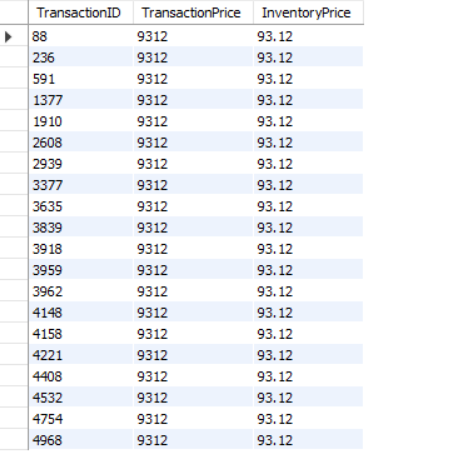 TransactionID TransactionPrice InventoryPrice
88 9312 93.12
236 9312 93.12
591 9312 93.12
1377 9312 93.12
1910 9312 93.12
2608 9312 93.12
2939 9312 93.12
3377 9312 93.12
3635 9312 93.12
3839 9312 93.12
3918 9312 93.12
3959 9312 93.12
3962 9312 93.12
4148 9312 93.12
4158 9312 93.12
4221 9312 93.12
4408 9312 93.12
4532 9312 93.12
4754 9312 93.12
4968 9312 93.12